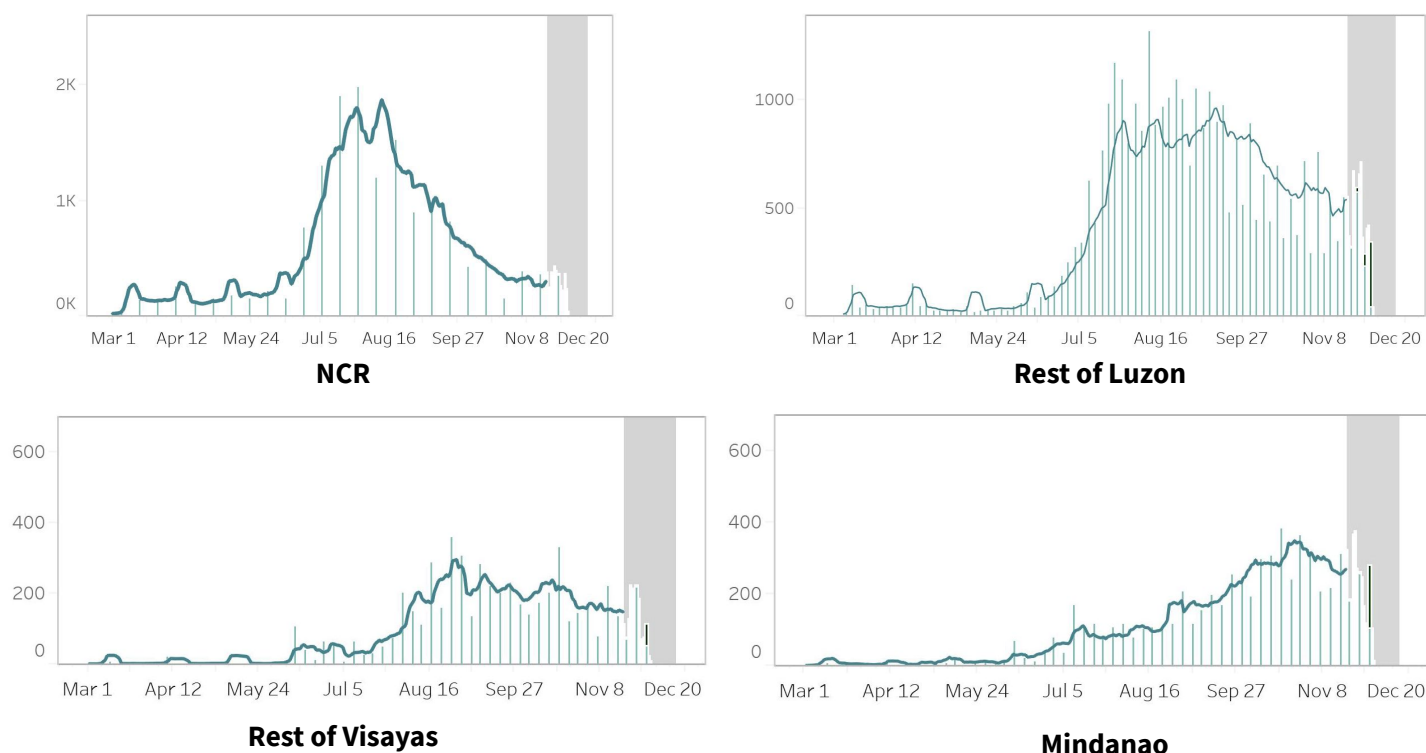 2K
1K
0K
Mar 1 Apr 12 May 24 Jul 5 Aug 16 Sep 27 Nov 8 Dec 20
NCR
1000
500
0
Mar 1 Apr 12 May 24 Jul 5 Aug 16 Sep 27 Nov 8 Dec 20
Rest of Luzon
600
400
200
0
Mar 1 Apr 12 May 24 Jul 5 Aug 16 Sep 27 Nov 8 Dec 20
Rest of Visayas
600
400
200
0
Mar 1 Apr 12 May 24 Jul 5 Aug 16 Sep 27 Nov 8 Dec 20
Mindanao